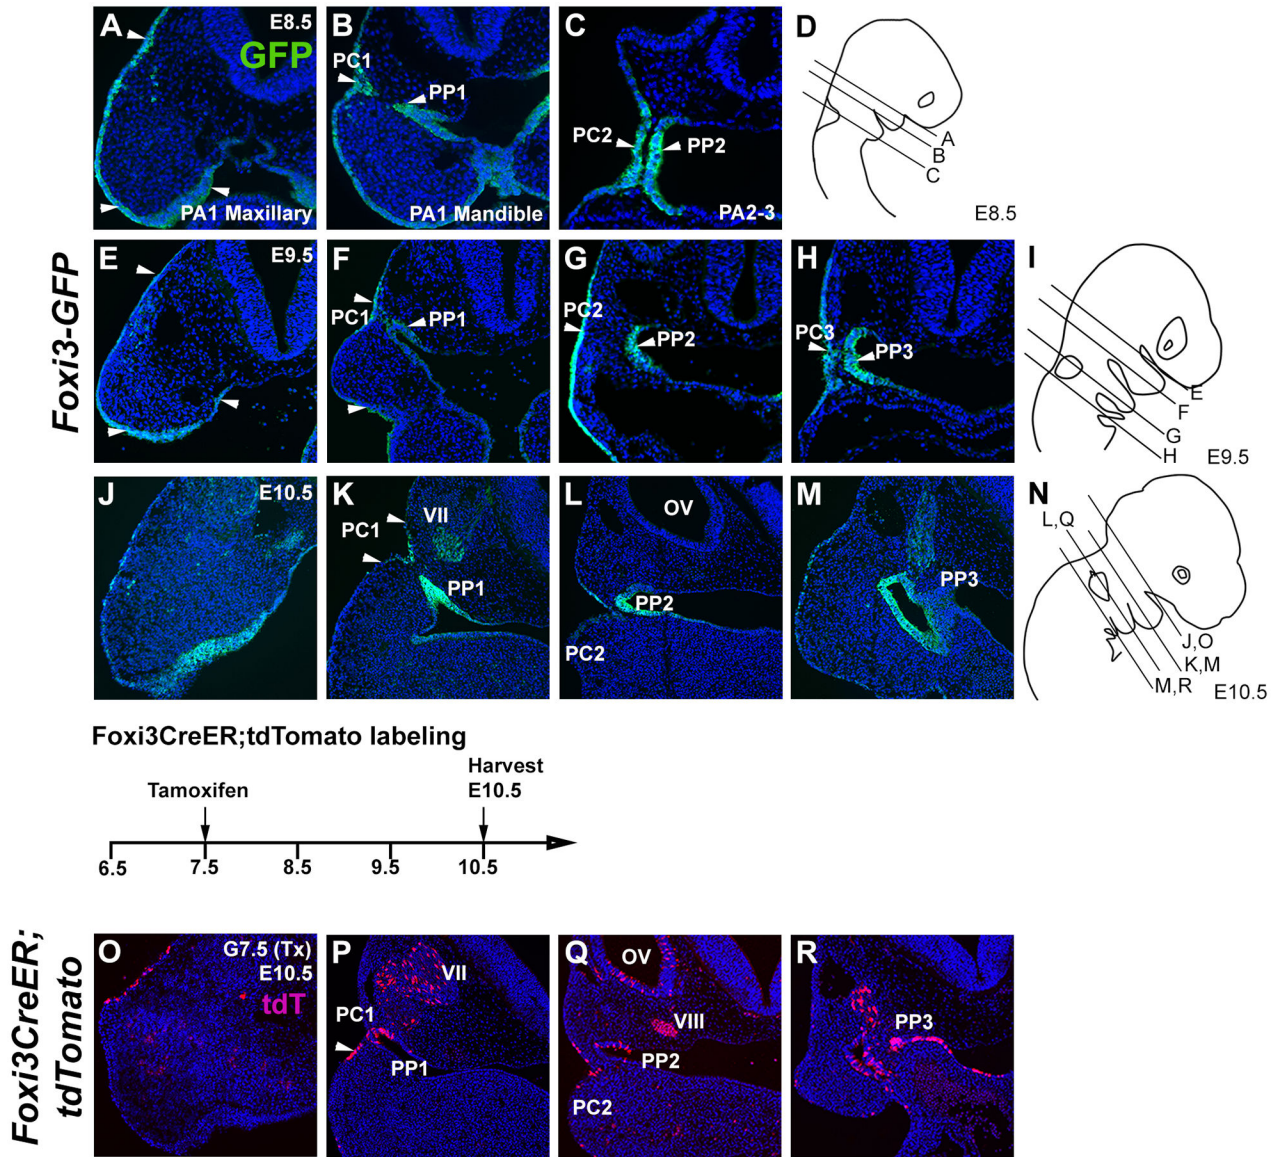 A
E8.5
GFP
PA1 Maxillary
B
PC1
PP1
PA1 Mandible
C
PC2
PP2
PA2-3
D
A
B
C
E8.5
Foxi3-GFP
E
E9.5
F
PC1
PP1
G
PC2
PP2
H
PC3
PP3
I
E
F
G
H
E9.5
J
E10.5
K
VII
PC1
PP1
L
OV
PP2
PC2
M
PP3
N
L,Q
J,O
K,M
M,R
E10.5
Foxi3CreER;tdTomato labeling
Tamoxifen
Harvest
E10.5
6.5
7.5
8.5
9.5
10.5
Foxi3CreER;
tdTomato
O
G7.5 (Tx)
E10.5
tdT
P
VII
PC1
PP1
Q
OV
VIII
PP2
PC2
R
PP3